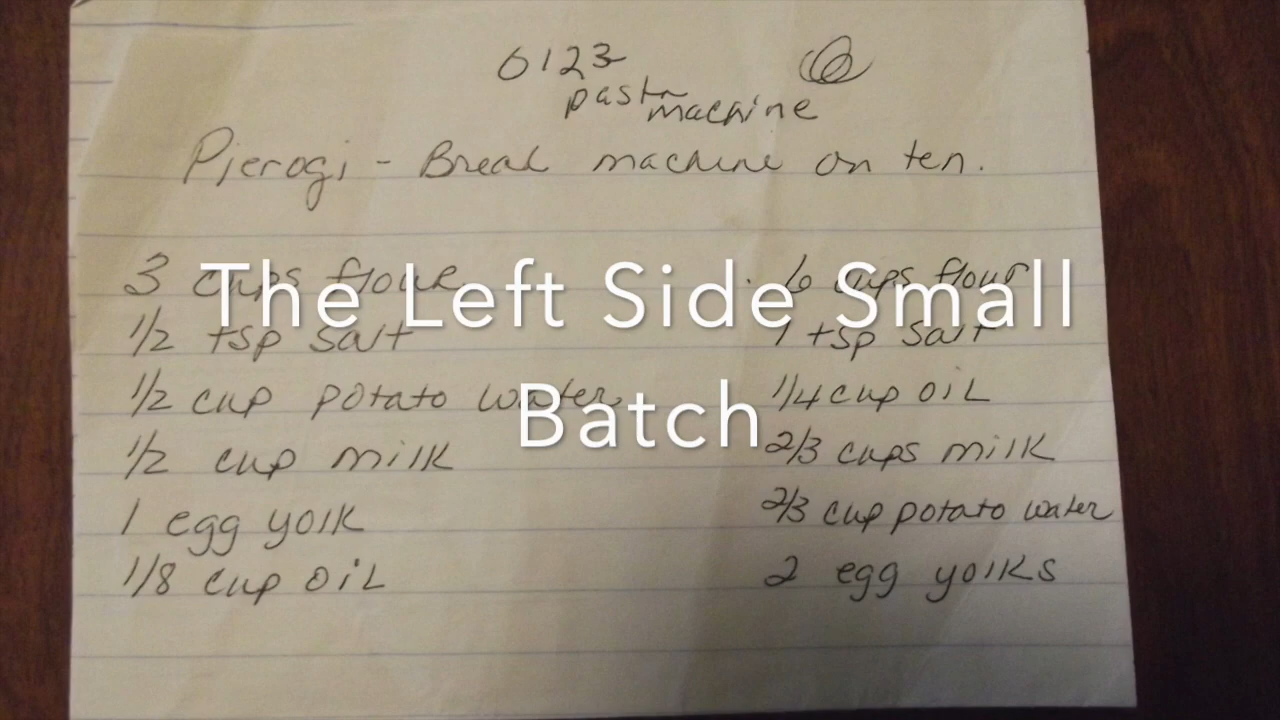 0123
pasta machine
Pierogi - Bread machine on ten.
3 cups flour
1/2 tsp salt
1/2 cup potato water
1/2 cup milk
1 egg yolk
1/8 cup oil
6 cups flour
1 tsp salt
1/4 cup oil
2/3 cups milk
2/3 cup potato water
2 egg yolks
The Left Side Small
Batch